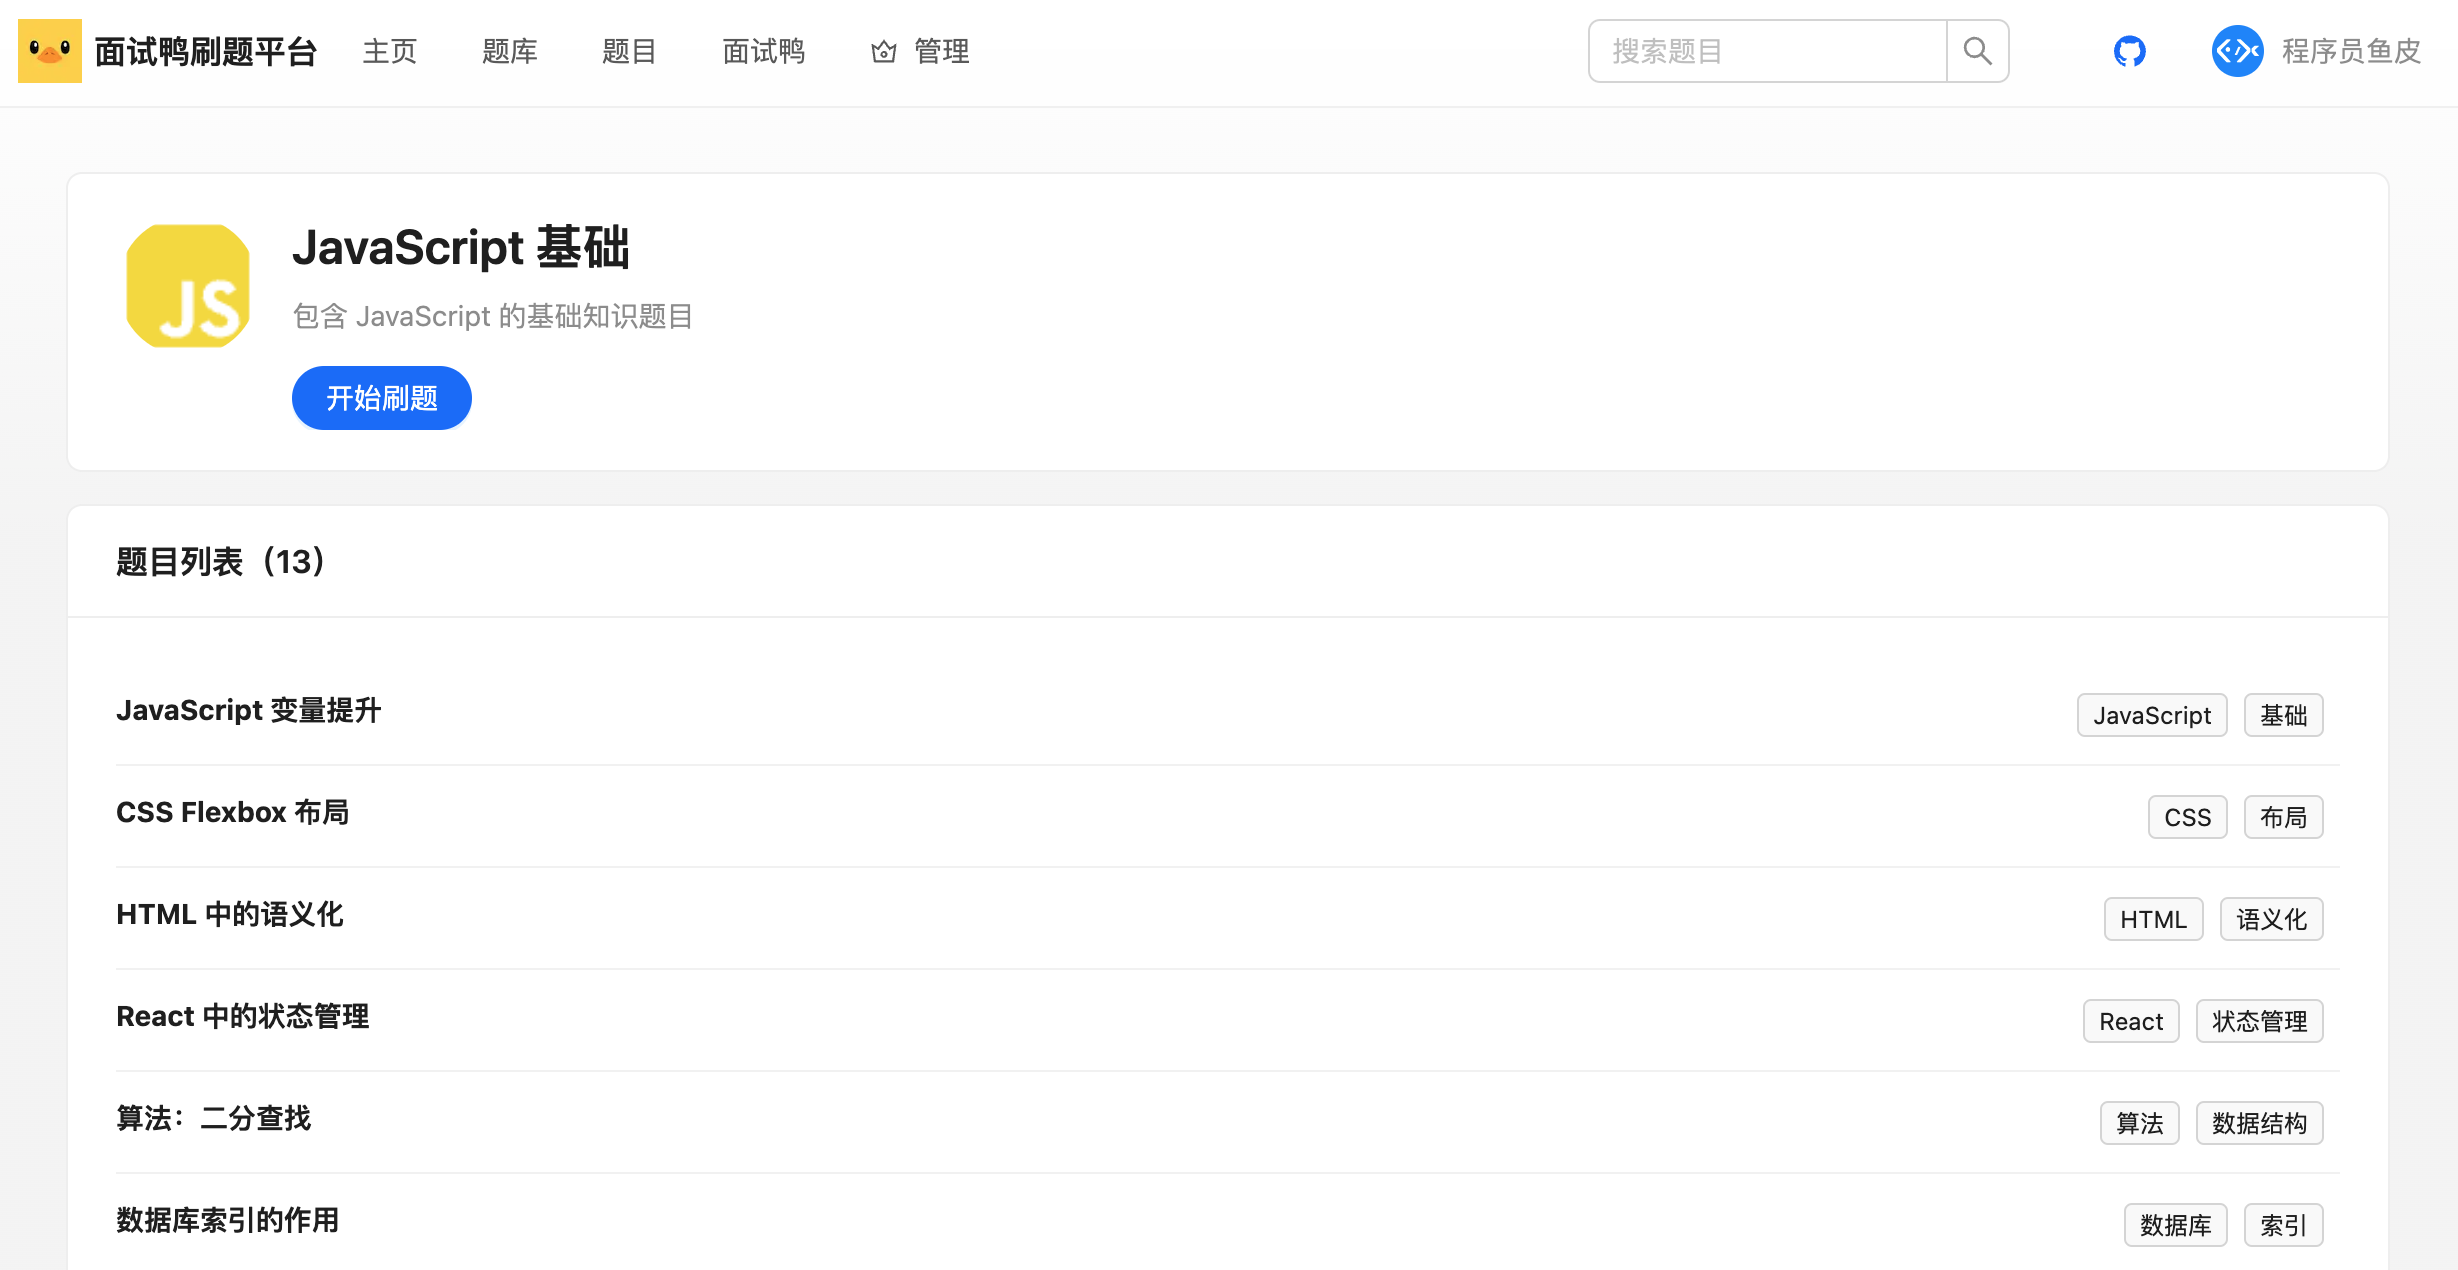 面试鸭刷题平台 主页 题库 题目 面试鸭 管理 搜索题目 程序员鱼皮
JS
JavaScript 基础
包含 JavaScript 的基础知识题目
开始刷题
题目列表（13）
JavaScript 变量提升 JavaScript 基础
CSS Flexbox 布局 CSS 布局
HTML 中的语义化 HTML 语义化
React 中的状态管理 React 状态管理
算法：二分查找 算法 数据结构
数据库索引的作用 数据库 索引